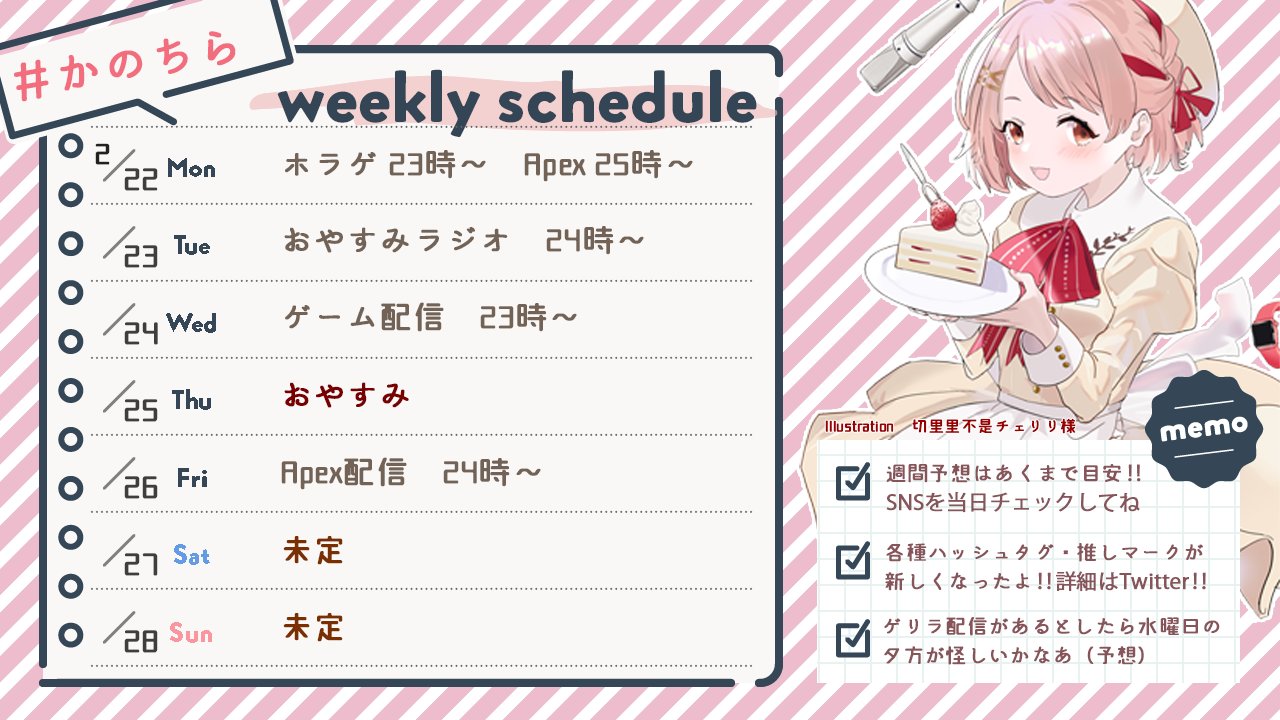 #かのちら
weekly schedule
2/22 Mon ホラゲ 23時～ Apex 25時～
/23 Tue おやすみラジオ 24時～
/24 Wed ゲーム配信 23時～
/25 Thu おやすみ
/26 Fri Apex配信 24時～
/27 Sat 未定
/28 Sun 未定
Illustration 切里里不是チェリリ様
memo
週間予想はあくまで目安!!
SNSを当日チェックしてね
各種ハッシュタグ・推しマークが
新しくなったよ!!詳細はTwitter!!
ゲリラ配信があるとしたら水曜日の
夕方が怪しいかなあ（予想）